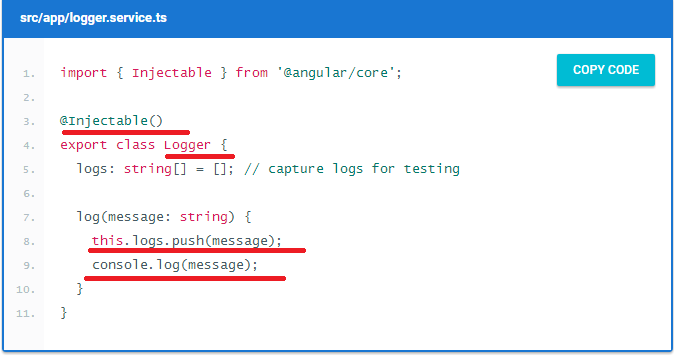 src/app/logger.service.ts
COPY CODE
1. import { Injectable } from '@angular/core';
2.
3. @Injectable()
4. export class Logger {
5.   logs: string[] = []; // capture logs for testing
6.
7.   log(message: string) {
8.     this.logs.push(message);
9.     console.log(message);
10.   }
11. }